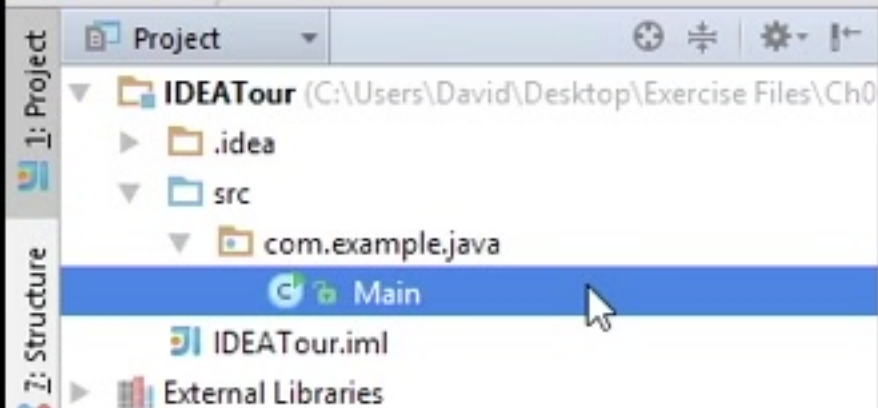 1: Project
Project
IDEATour (C:\Users\David\Desktop\Exercise Files\Ch0
.idea
src
com.example.java
Main
IDEATour.iml
7: Structure
External Libraries